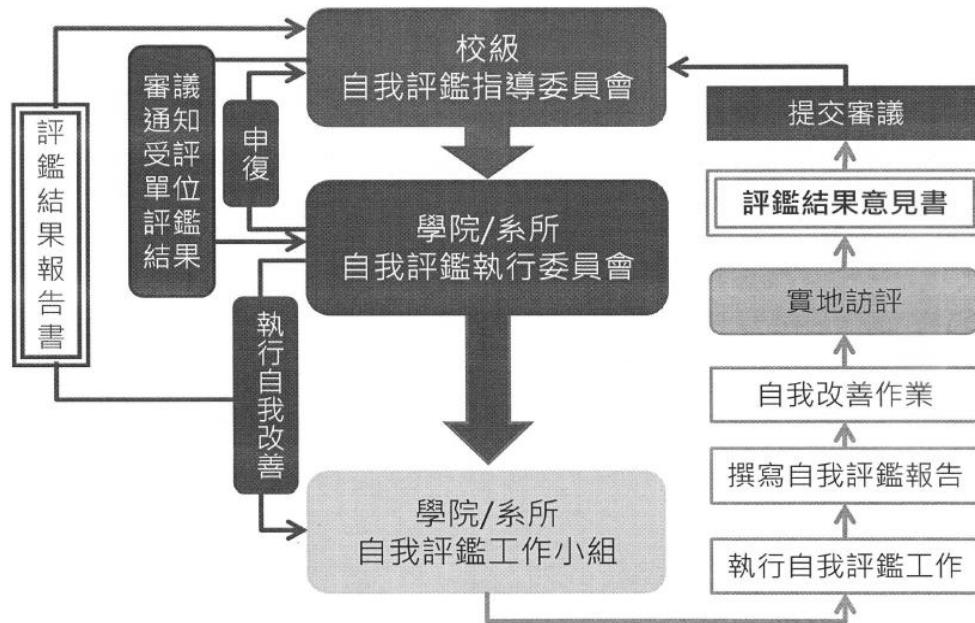 校級
自我評鑑指導委員會
審議
通知
受評
單位
評鑑
結果
申復
評鑑結果報告書
學院/系所
自我評鑑執行委員會
執行自我改善
學院/系所
自我評鑑工作小組
提交審議
評鑑結果意見書
實地訪評
自我改善作業
撰寫自我評鑑報告
執行自我評鑑工作